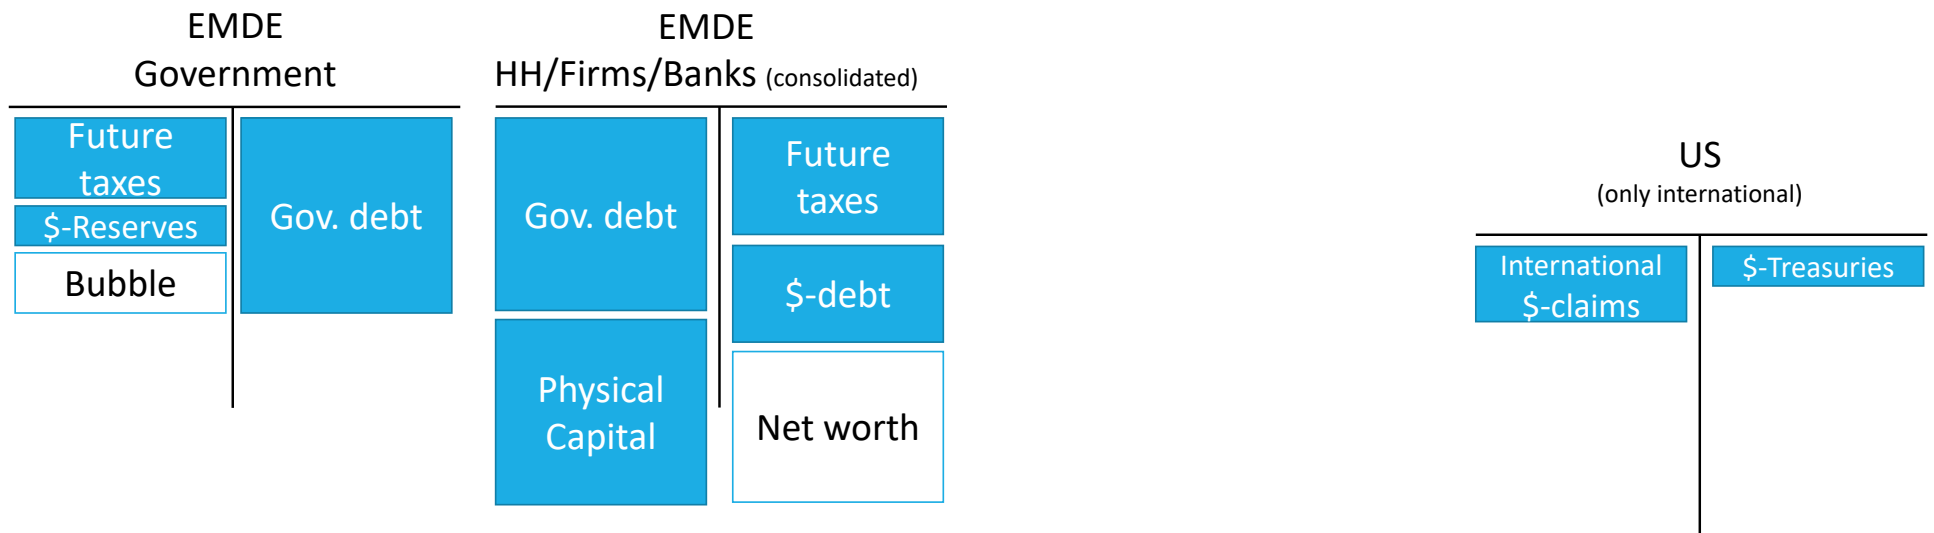 EMDE
Government
Future
taxes
$-Reserves
Bubble
Gov. debt
EMDE
HH/Firms/Banks (consolidated)
Gov. debt
Physical
Capital
Future
taxes
$-debt
Net worth
US
(only international)
International
$-claims
$-Treasuries